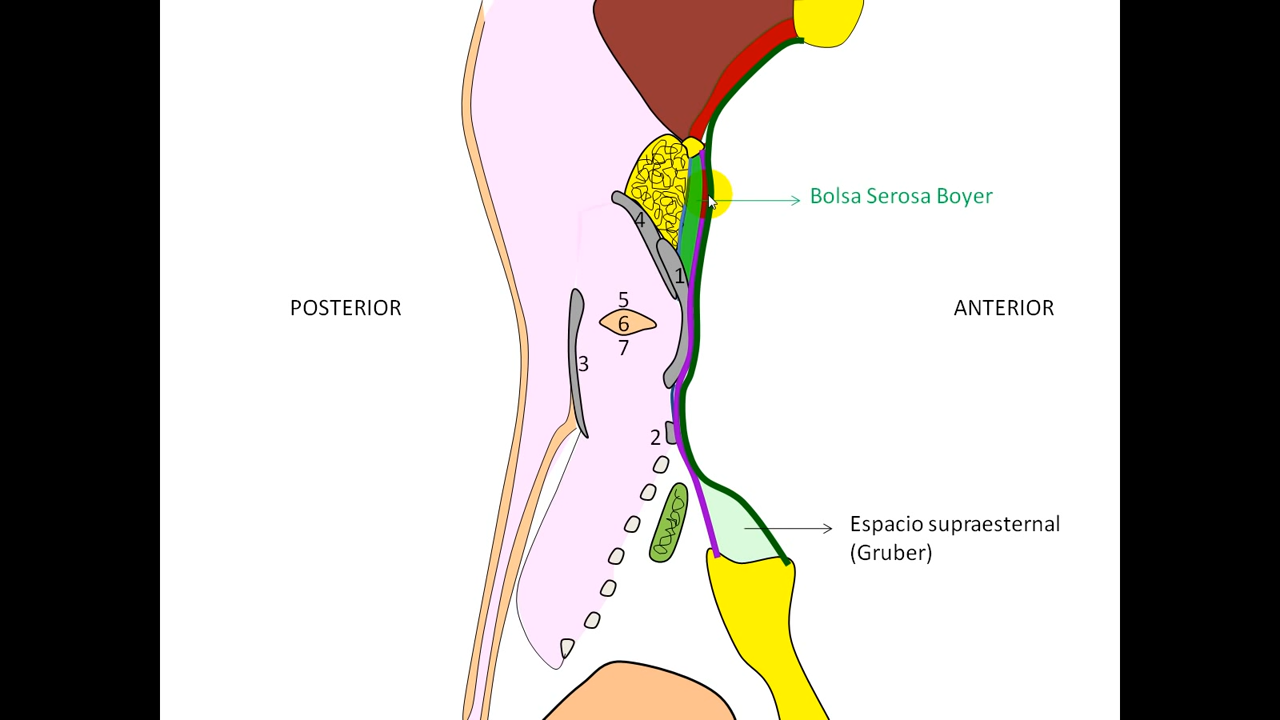 Bolsa Serosa Boyer
4
1
POSTERIOR
5
ANTERIOR
6
7
3
2
Espacio supraesternal
(Gruber)